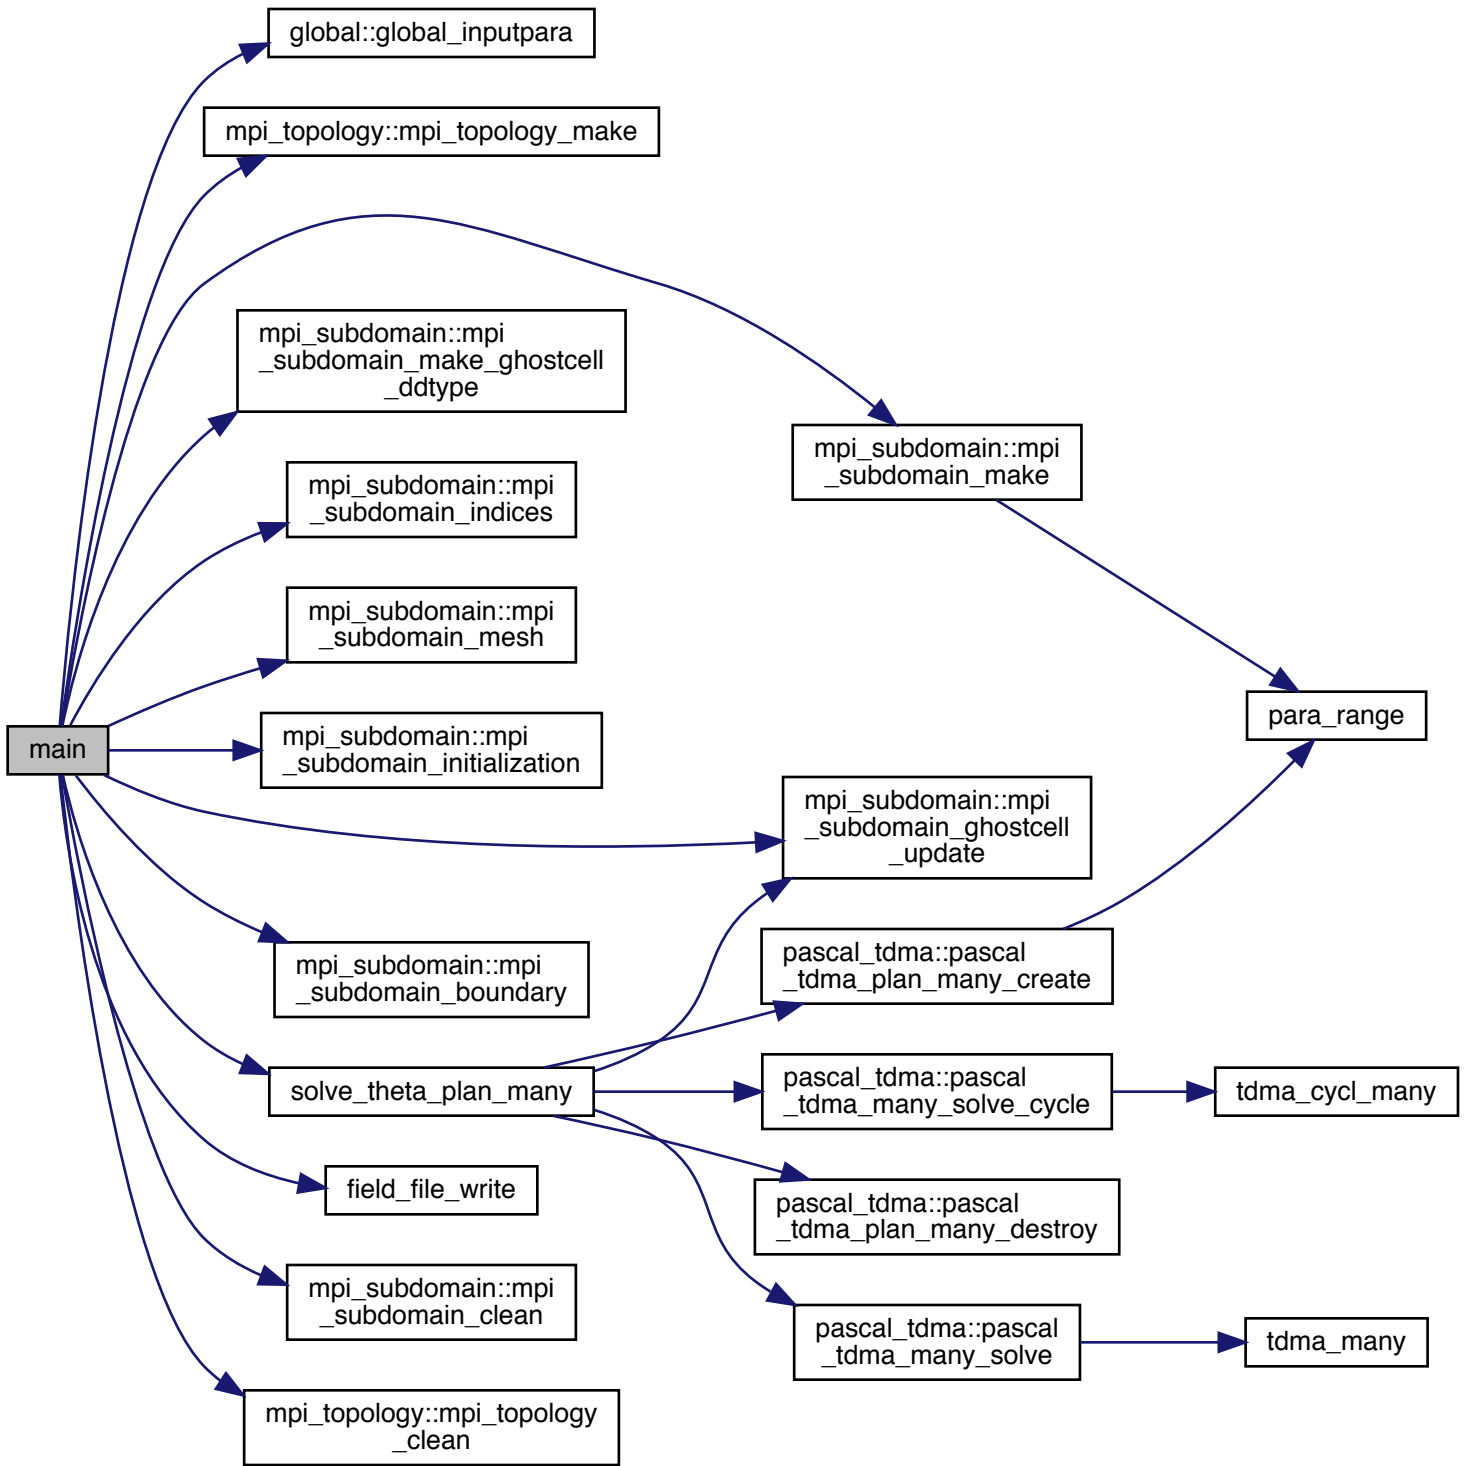 global::global_inputpara
mpi_topology::mpi_topology_make
mpi_subdomain::mpi
_subdomain_make_ghostcell
_ddtype
mpi_subdomain::mpi
_subdomain_make
mpi_subdomain::mpi
_subdomain_indices
mpi_subdomain::mpi
_subdomain_mesh
para_range
main
mpi_subdomain::mpi
_subdomain_initialization
mpi_subdomain::mpi
_subdomain_ghostcell
_update
mpi_subdomain::mpi
_subdomain_boundary
pascal_tdma::pascal
_tdma_plan_many_create
solve_theta_plan_many
pascal_tdma::pascal
_tdma_many_solve_cycle
tdma_cycl_many
field_file_write
pascal_tdma::pascal
_tdma_plan_many_destroy
mpi_subdomain::mpi
_subdomain_clean
pascal_tdma::pascal
_tdma_many_solve
tdma_many
mpi_topology::mpi_topology
_clean